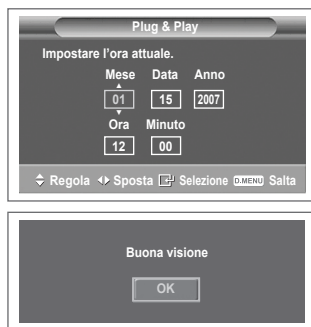 Plug & Play
Impostare l'ora attuale.
Mese Data Anno
01 15 2007
Ora Minuto
12 00
Regola Sposta Selezione D.MENU Salta
Buona visione
OK